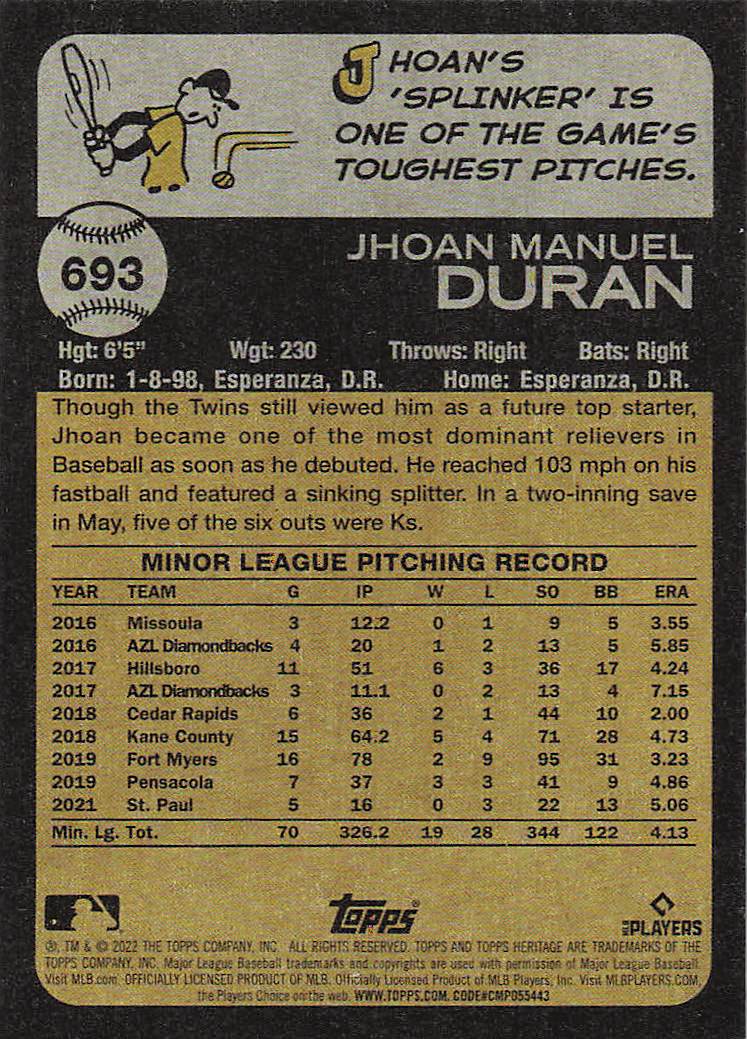 JHOAN'S
'SPLINKER' IS
ONE OF THE GAME'S
TOUGHEST PITCHES.
693
JHOAN MANUEL
DURAN
Hgt: 6'5" Wgt: 230 Throws: Right Bats: Right
Born: 1-8-98, Esperanza, D.R. Home: Esperanza, D.R.
Though the Twins still viewed him as a future top starter,
Jhoan became one of the most dominant relievers in
Baseball as soon as he debuted. He reached 103 mph on his
fastball and featured a sinking splitter. In a two-inning save
in May, five of the six outs were Ks.
MINOR LEAGUE PITCHING RECORD
YEAR TEAM G IP W L SO BB ERA
2016 Missoula 3 12.2 0 1 9 5 3.55
2016 AZL Diamondbacks 4 20 1 2 13 5 5.85
2017 Hillsboro 11 51 6 3 36 17 4.24
2017 AZL Diamondbacks 3 11.1 0 2 13 4 7.15
2018 Cedar Rapids 6 36 2 1 44 10 2.00
2018 Kane County 15 64.2 5 4 71 28 4.73
2019 Fort Myers 16 78 2 9 95 31 3.23
2019 Pensacola 7 37 3 3 41 9 4.86
2021 St. Paul 5 16 0 3 22 13 5.06
Min. Lg. Tot. 70 326.2 19 28 344 122 4.13
TOPPS®
MLB PLAYERS
®, TM & © 2022 THE TOPPS COMPANY, INC. ALL RIGHTS RESERVED. TOPPS AND TOPPS HERITAGE ARE TRADEMARKS OF THE
TOPPS COMPANY, INC. Major League Baseball trademarks and copyrights are used with permission of Major League Baseball.
Visit MLB.com. OFFICIALLY LICENSED PRODUCT OF MLB. Officially Licensed Product of MLB Players, Inc. Visit MLBPLAYERS.COM,
the Players Choice on the web. WWW.TOPPS.COM. CODE#CMP055443